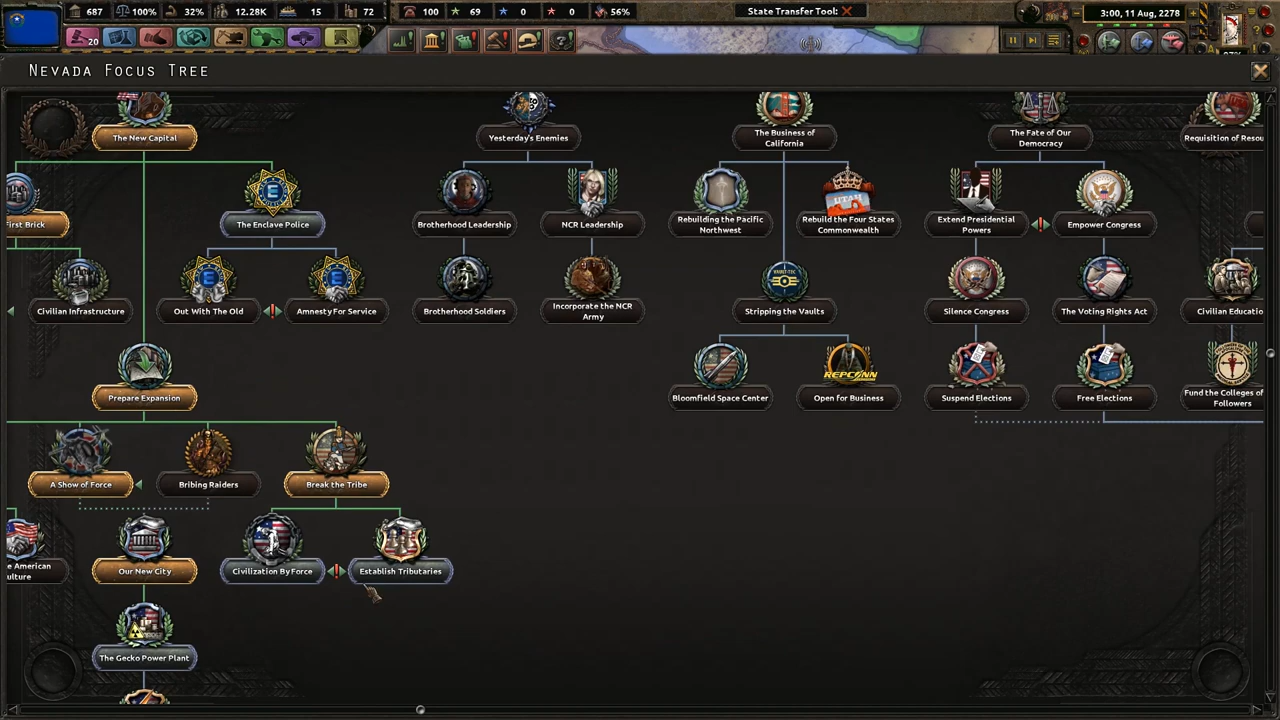 687 100% 32% 12.28K 15 72 100 69 0 0 56% State Transfer Tool: 3:00, 11 Aug, 2278
20
Nevada Focus Tree
The New Capital
Yesterday's Enemies
The Business of
California
The Fate of Our
Democracy
Requisition of Resou
First Brick
The Enclave Police
Brotherhood Leadership
NCR Leadership
Rebuilding the Pacific
Northwest
Rebuild the Four States
Commonwealth
Extend Presidential
Powers
Empower Congress
Civilian Infrastructure
Out With The Old
Amnesty For Service
Brotherhood Soldiers
Incorporate the NCR
Army
Stripping the Vaults
Silence Congress
The Voting Rights Act
Civilian Educatio
Prepare Expansion
REPCONN
Bloomfield Space Center
Open for Business
Suspend Elections
Free Elections
Fund the Colleges of
Followers
A Show of Force
Bribing Raiders
Break the Tribe
e American
ulture
Our New City
Civilization By Force
Establish Tributaries
The Gecko Power Plant